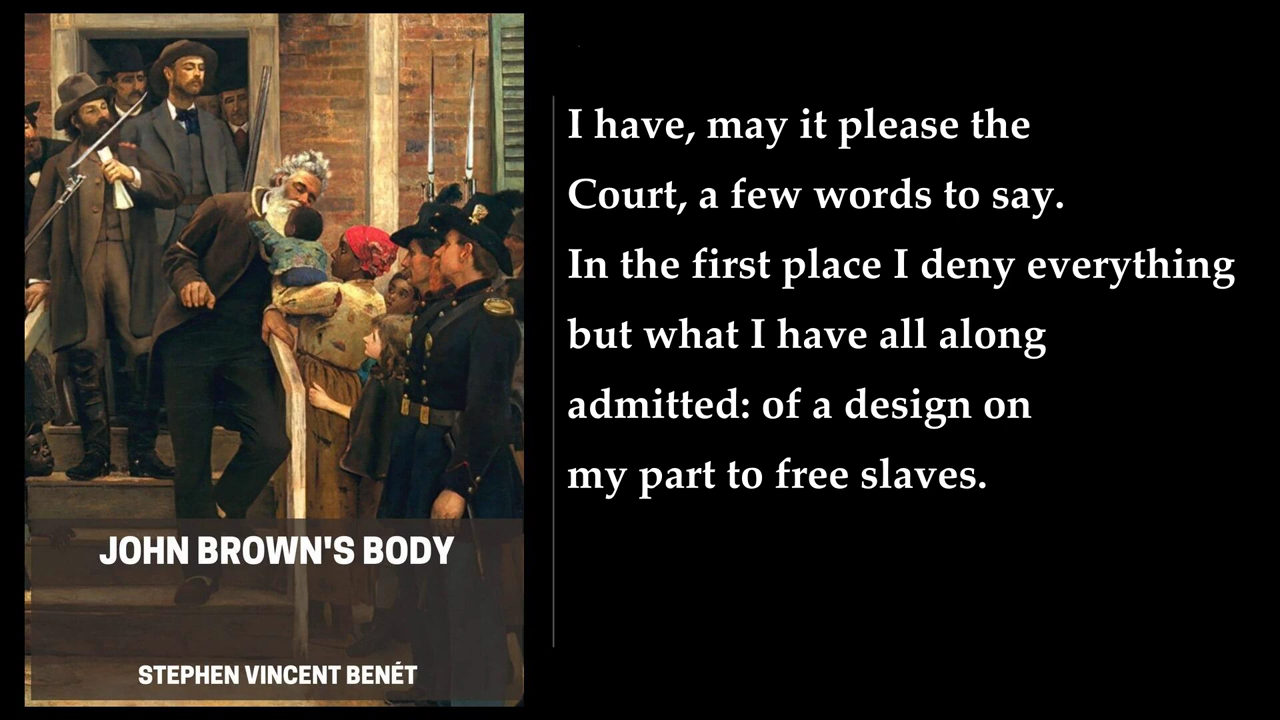 I have, may it please the
Court, a few words to say.
In the first place I deny everything
but what I have all along
admitted: of a design on
my part to free slaves.
JOHN BROWN'S BODY
STEPHEN VINCENT BENÉT